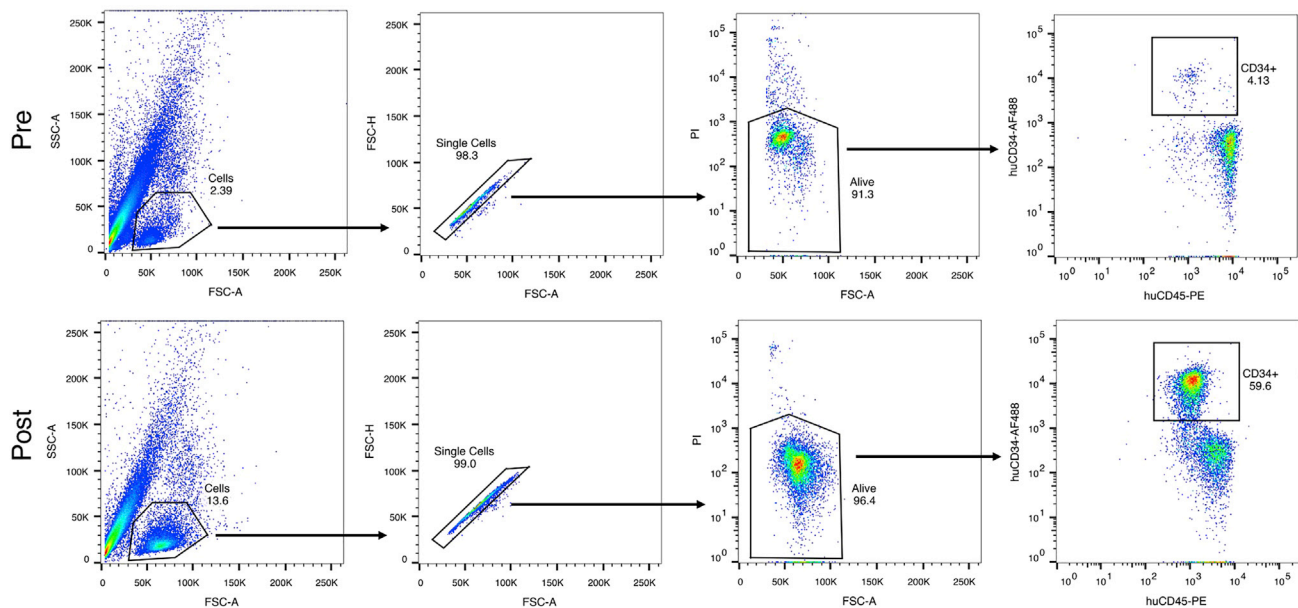 Pre
SSC-A
250K
200K
150K
100K
50K
0
Cells
2.39
0 50K 100K 150K 200K 250K
FSC-A
FSC-H
250K
200K
150K
100K
50K
0
Single Cells
98.3
0 50K 100K 150K 200K 250K
FSC-A
PI
10^5
10^4
10^3
10^2
10^1
10^0
Alive
91.3
0 50K 100K 150K 200K 250K
FSC-A
huCD34-AF488
10^5
10^4
10^3
10^2
10^1
10^0
CD34+
4.13
10^0 10^1 10^2 10^3 10^4 10^5
huCD45-PE
Post
SSC-A
250K
200K
150K
100K
50K
0
Cells
13.6
0 50K 100K 150K 200K 250K
FSC-A
FSC-H
250K
200K
150K
100K
50K
0
Single Cells
99.0
0 50K 100K 150K 200K 250K
FSC-A
PI
10^5
10^4
10^3
10^2
10^1
10^0
Alive
96.4
0 50K 100K 150K 200K 250K
FSC-A
huCD34-AF488
10^5
10^4
10^3
10^2
10^1
10^0
CD34+
59.6
10^0 10^1 10^2 10^3 10^4 10^5
huCD45-PE